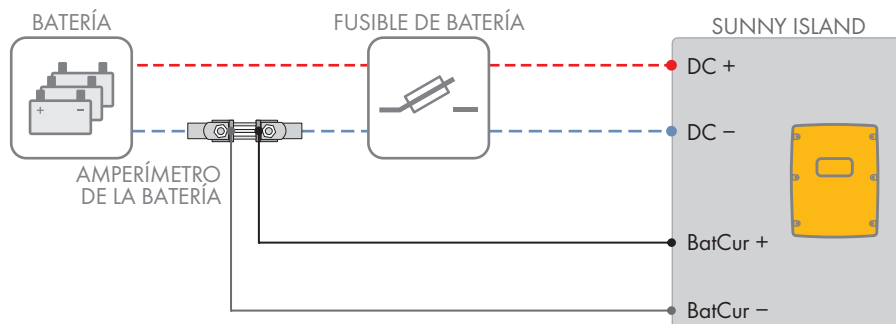 BATERÍA
FUSIBLE DE BATERÍA
SUNNY ISLAND
DC +
+ −
DC −
AMPERÍMETRO
DE LA BATERÍA
BatCur +
BatCur −